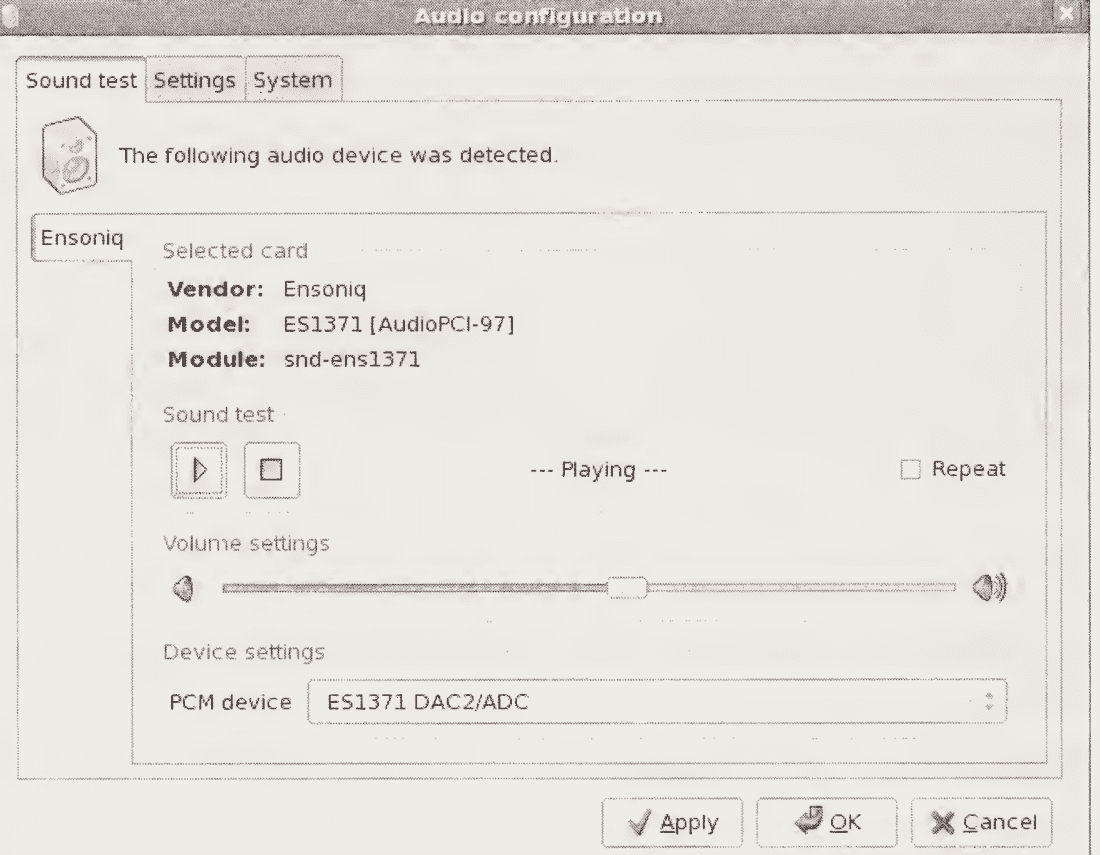 Audio configuration
Sound test Settings System
The following audio device was detected.
Ensoniq
Selected card
Vendor: Ensoniq
Model: ES1371 [AudioPCI-97]
Module: snd-ens1371
Sound test
--- Playing --- Repeat
Volume settings
Device settings
PCM device ES1371 DAC2/ADC
Apply OK Cancel